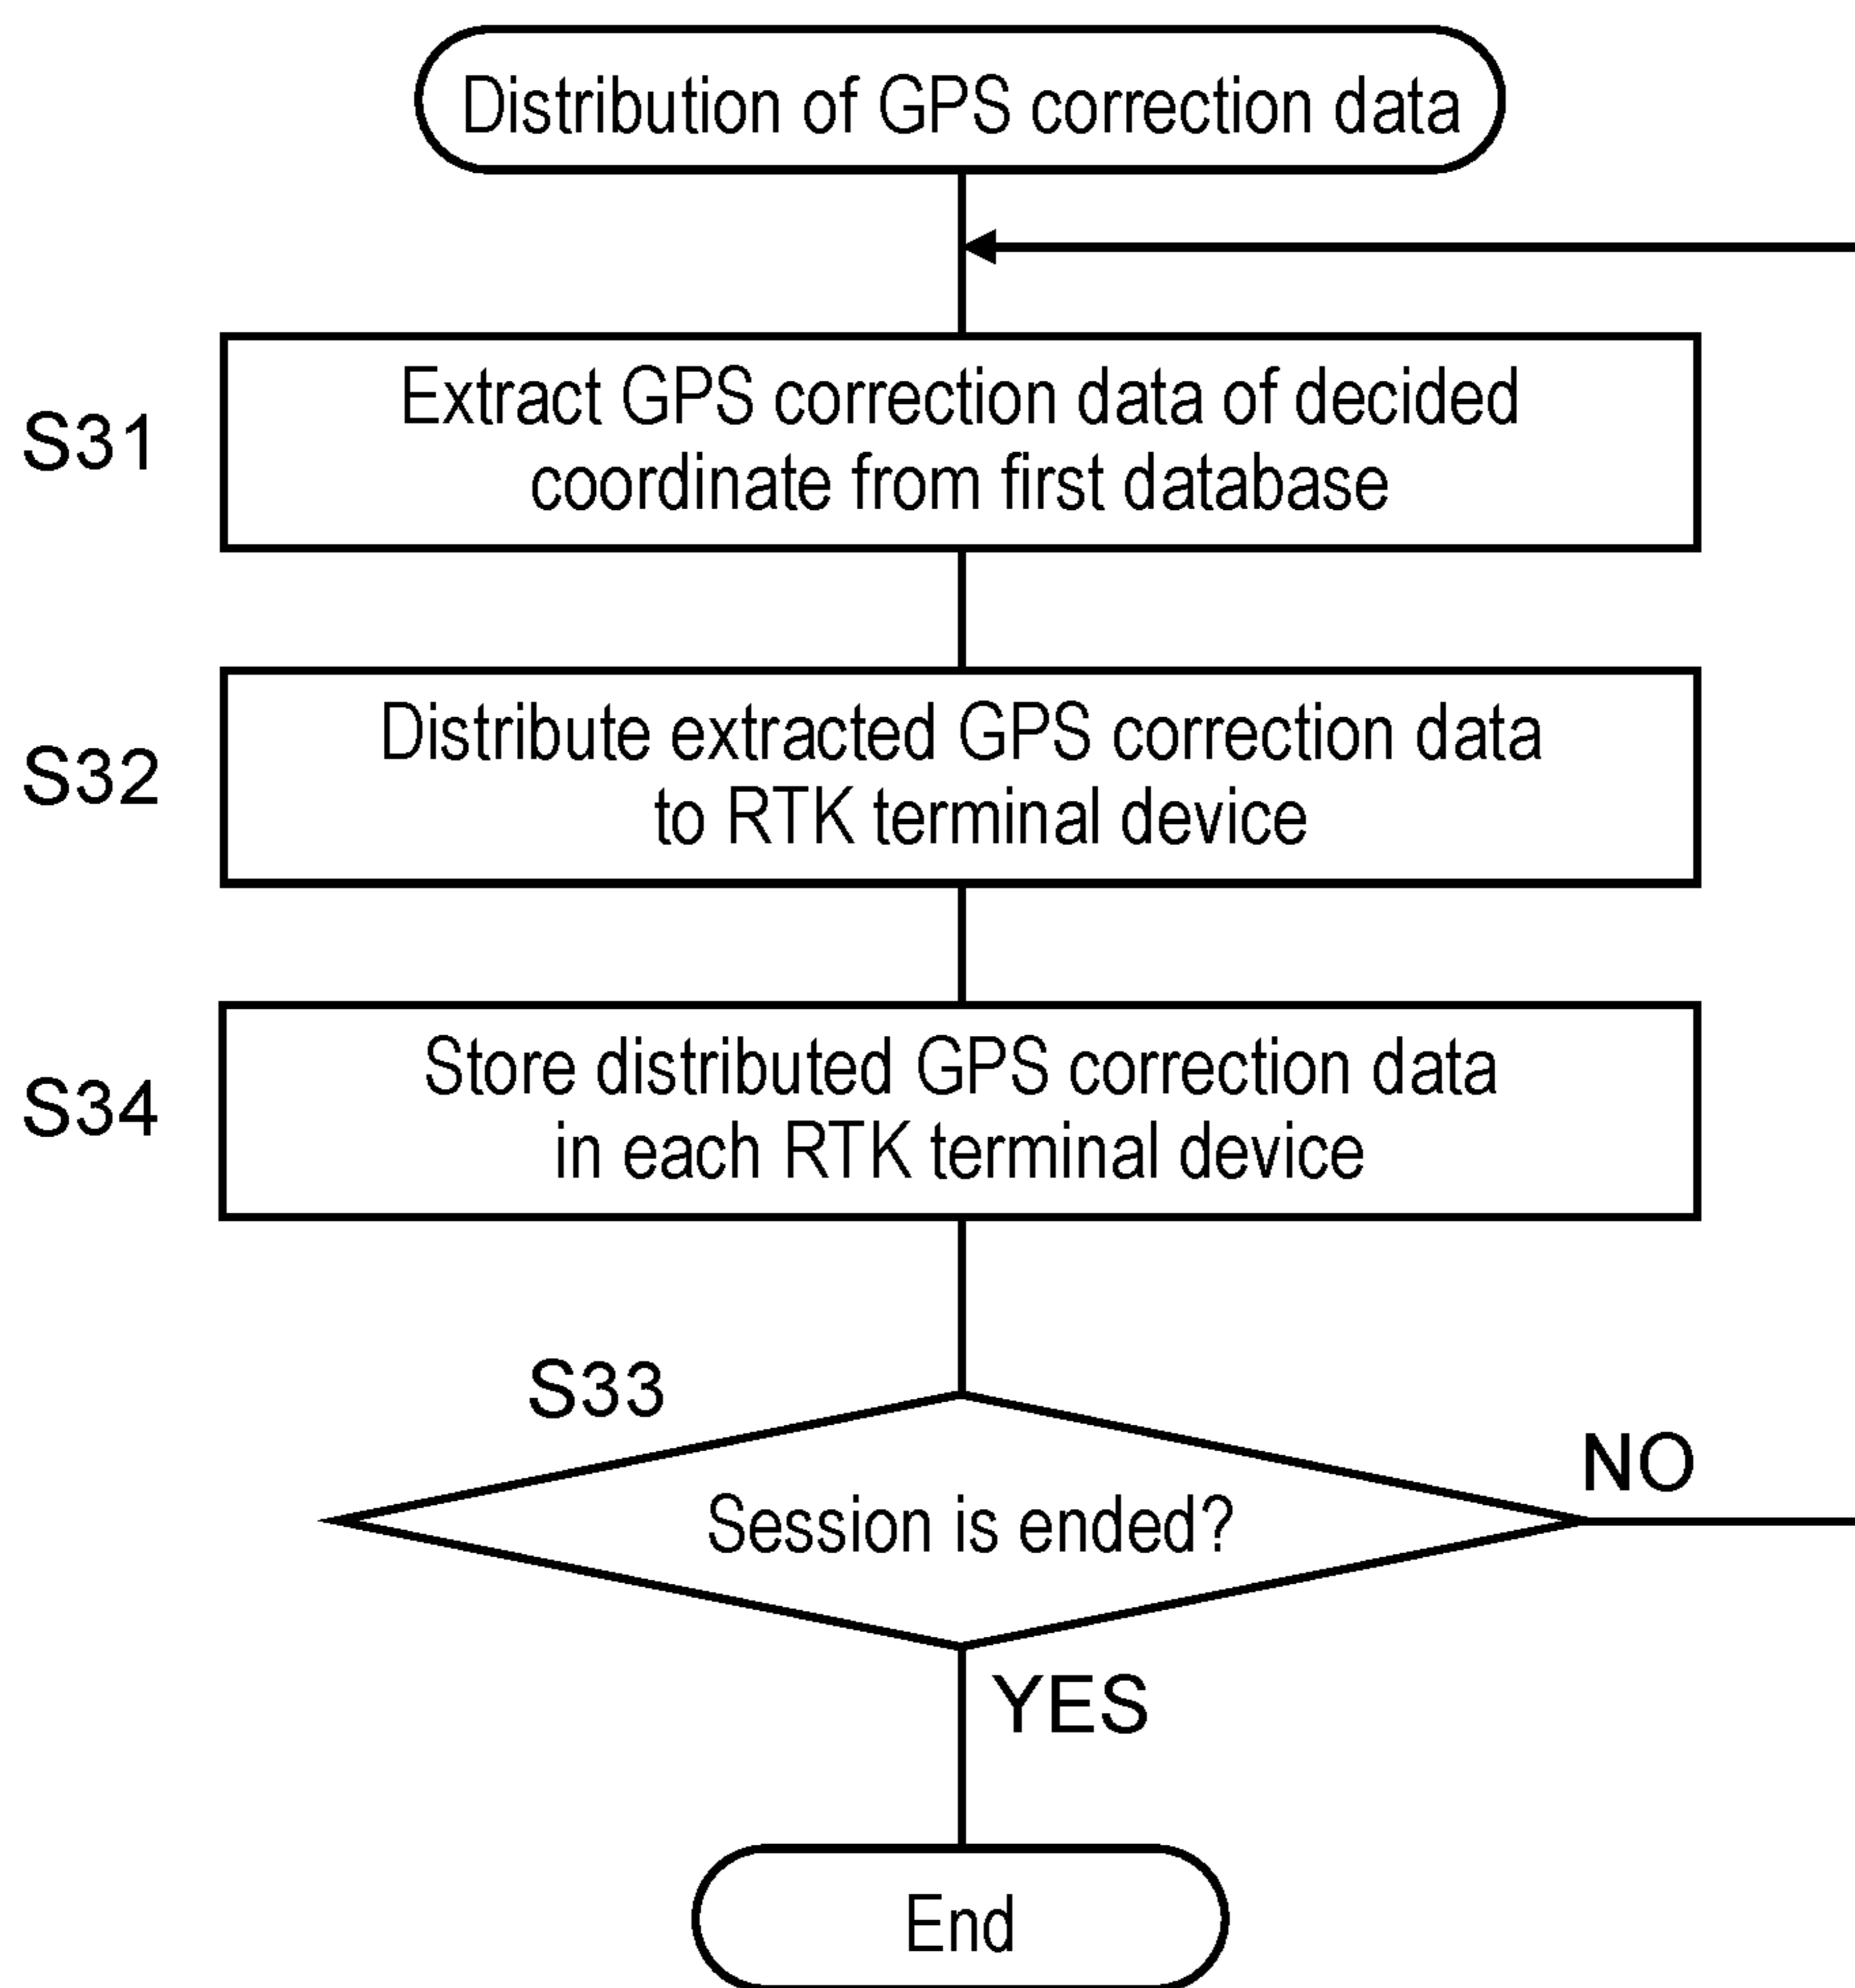 Distribution of GPS correction data
S31
Extract GPS correction data of decided
coordinate from first database
S32
Distribute extracted GPS correction data
to RTK terminal device
S34
Store distributed GPS correction data
in each RTK terminal device
S33
Session is ended?
NO
YES
End